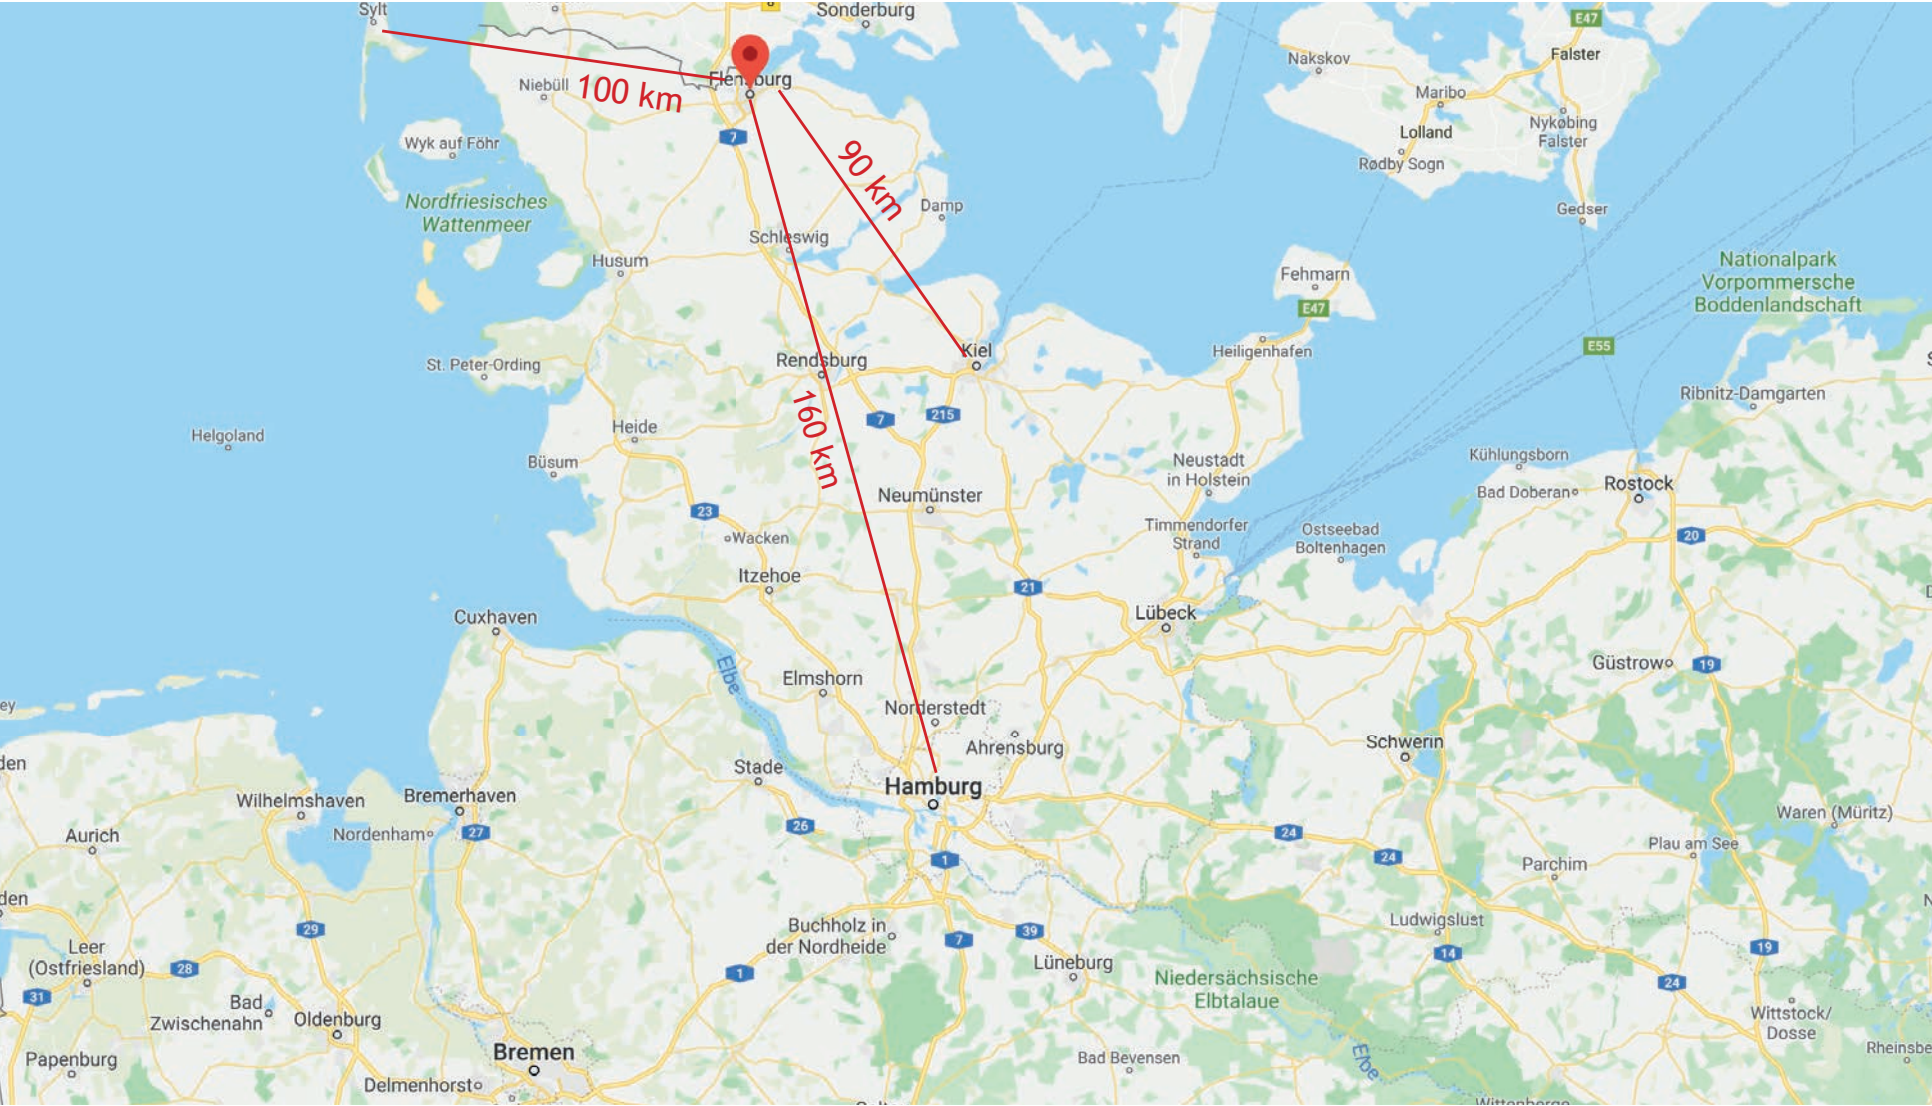 Sylt
Sonderburg
E47
Falster
Nakskov
Flensburg
Niebüll
100 km
Maribo
Nykøbing
Falster
Lolland
7
Wyk auf Föhr
90 km
Rødby Sogn
Nordfriesisches
Wattenmeer
Damp
Gedser
Schleswig
Husum
Nationalpark
Vorpommersche
Boddenlandschaft
Fehmarn
E47
E55
Kiel
Heiligenhafen
Rendsburg
St. Peter-Ording
Ribnitz-Damgarten
160 km
7
215
Heide
Helgoland
Büsum
Neustadt
in Holstein
Kühlungsborn
Bad Doberan
Rostock
Neumünster
23
Timmendorfer
Strand
Ostseebad
Boltenhagen
Wacken
20
Itzehoe
21
Cuxhaven
Lübeck
Elbe
Güstrow
19
Elmshorn
Norderstedt
ey
Ahrensburg
Schwerin
den
Stade
Hamburg
Wilhelmshaven
Bremerhaven
Waren (Müritz)
Aurich
Nordenham
27
26
24
Plau am See
1
24
Parchim
den
Ludwigslust
Buchholz in
der Nordheide
29
39
7
19
Leer
(Ostfriesland)
28
1
Lüneburg
14
Niedersächsische
Elbtalaue
24
31
Bad
Zwischenahn
Oldenburg
Wittstock/
Dosse
Bremen
Bad Bevensen
Elbe
Rheinsbe
Papenburg
Delmenhorst